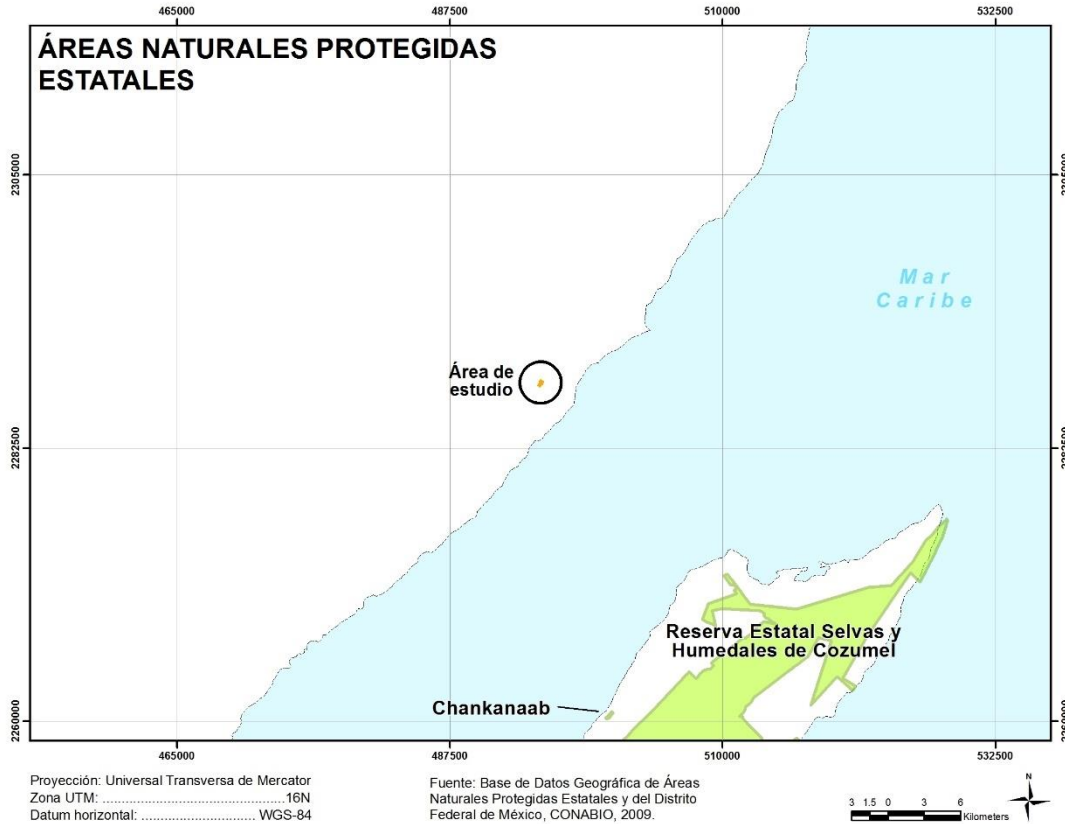 465000
487500
510000
532500
ÁREAS NATURALES PROTEGIDAS
ESTATALES
2305000
2305000
Mar
Caribe
Área de
estudio
2282500
2282500
Reserva Estatal Selvas y
Humedales de Cozumel
Chankanaab
2260000
2260000
465000
487500
510000
532500
Proyección: Universal Transversa de Mercator
Zona UTM: ........................................16N
Datum horizontal: ......................... WGS-84
Fuente: Base de Datos Geográfica de Áreas
Naturales Protegidas Estatales y del Distrito
Federal de México, CONABIO, 2009.
N
3 1.5 0 3 6
Kilometers